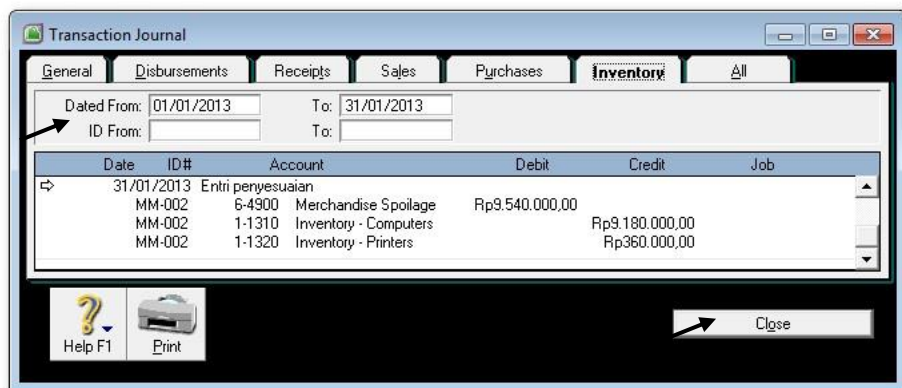 Transaction Journal
General Disbursements Receipts Sales Purchases Inventory All
Dated From: 01/01/2013 To: 31/01/2013
ID From: To:
Date ID# Account Debit Credit Job
31/01/2013 Entri penyesuaian
MM-002 6-4900 Merchandise Spoilage Rp9.540.000,00
MM-002 1-1310 Inventory - Computers Rp9.180.000,00
MM-002 1-1320 Inventory - Printers Rp360.000,00
Help F1 Print Close